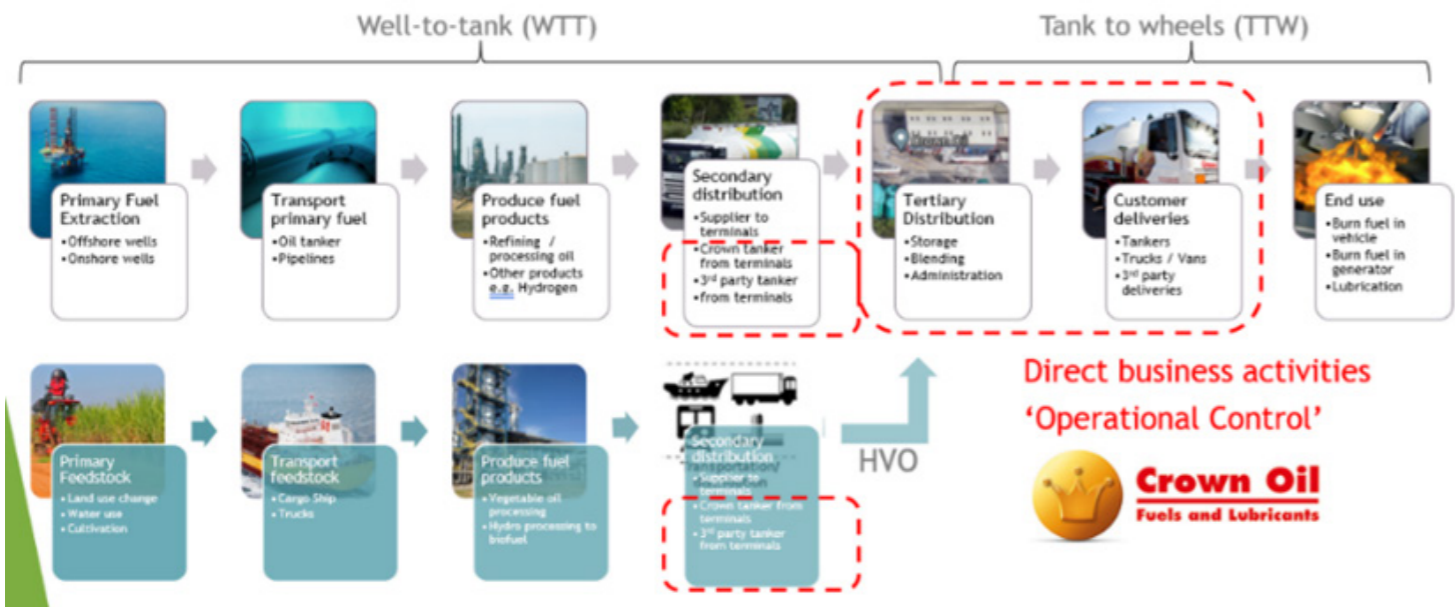 Well-to-tank (WTT)
Tank to wheels (TTW)
Primary Fuel
Extraction
•Offshore wells
•Onshore wells
Transport
primary fuel
•Oil tanker
•Pipelines
Produce fuel
products
•Refining /
processing oil
•Other products
e.g. Hydrogen
Secondary
distribution
•Supplier to
terminals
•Crown tanker
from terminals
•3rd party tanker
•from terminals
Crown Oil
Tertiary
Distribution
•Storage
•Blending
•Administration
Customer
deliveries
•Tankers
•Trucks / Vans
•3rd party
deliveries
End use
•Burn fuel in
vehicle
•Burn fuel in
generator
•Lubrication
Primary
Feedstock
•Land use change
•Water use
•Cultivation
Transport
feedstock
•Cargo Ship
•Trucks
Produce fuel
products
•Vegetable oil
processing
•Hydro processing to
biofuel
Secondary
distribution
Transportation/
•Supplier to
terminals
•Crown tanker from
terminals
•3rd party tanker
from terminals
HVO
Direct business activities
‘Operational Control’
Crown Oil
Fuels and Lubricants